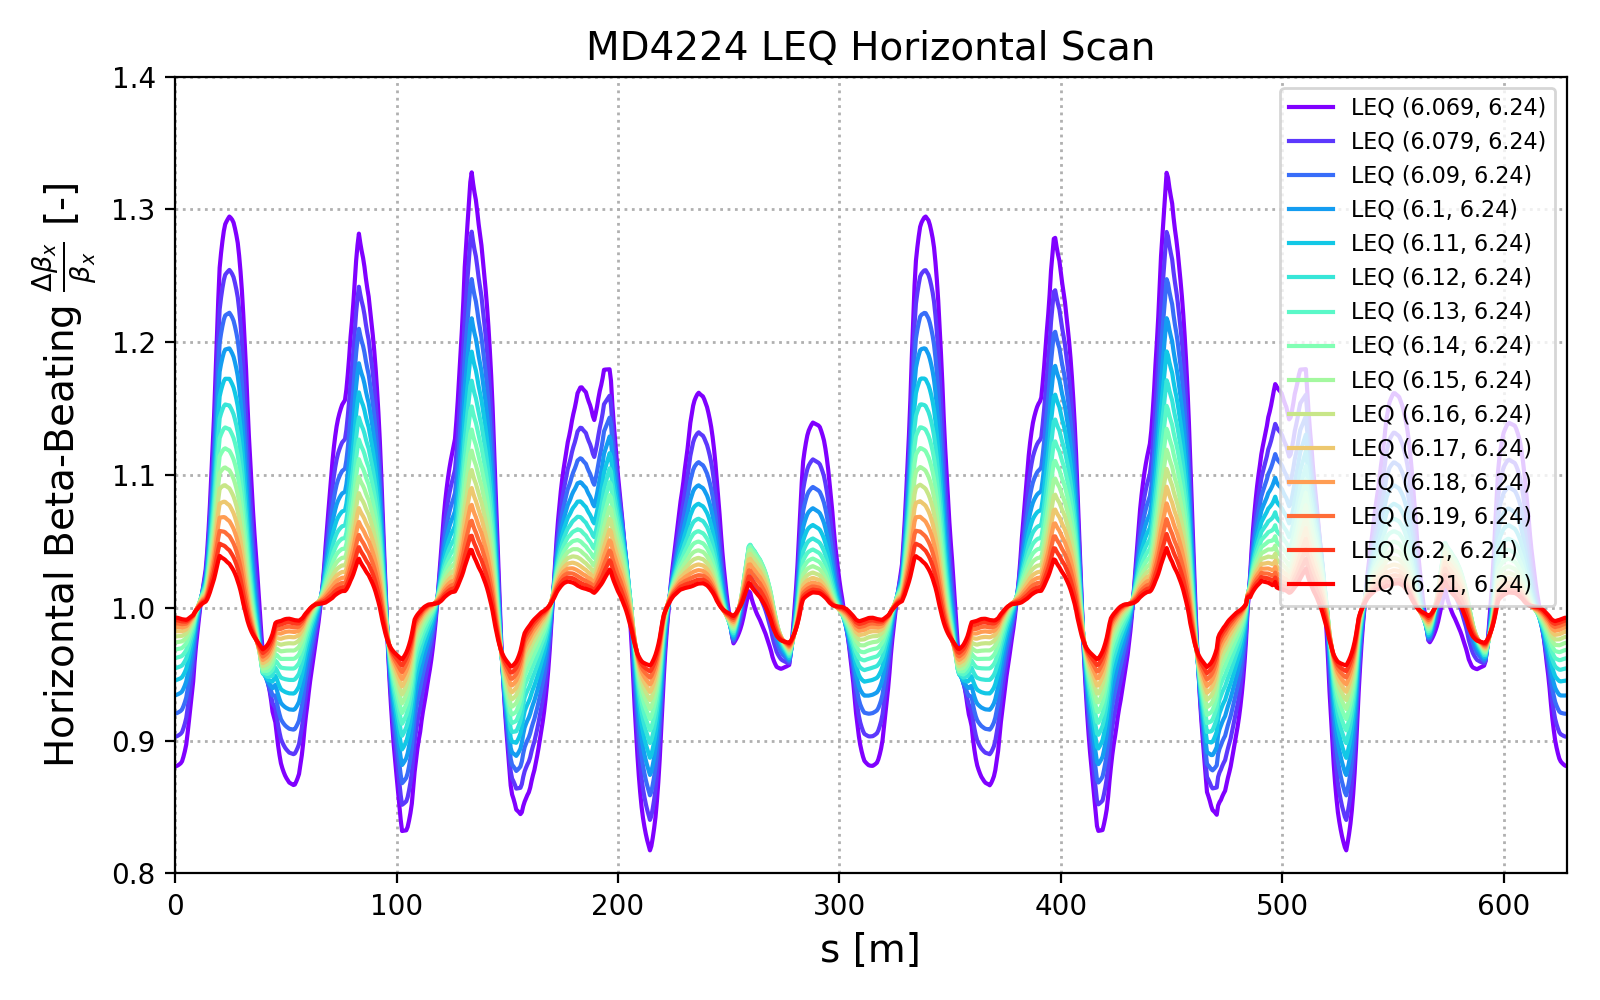 MD4224 LEQ Horizontal Scan
Horizontal Beta-Beating Δβx/βx [-]
1.4
1.3
1.2
1.1
1.0
0.9
0.8
LEQ (6.069, 6.24)
LEQ (6.079, 6.24)
LEQ (6.09, 6.24)
LEQ (6.1, 6.24)
LEQ (6.11, 6.24)
LEQ (6.12, 6.24)
LEQ (6.13, 6.24)
LEQ (6.14, 6.24)
LEQ (6.15, 6.24)
LEQ (6.16, 6.24)
LEQ (6.17, 6.24)
LEQ (6.18, 6.24)
LEQ (6.19, 6.24)
LEQ (6.2, 6.24)
LEQ (6.21, 6.24)
0 100 200 300 400 500 600
s [m]